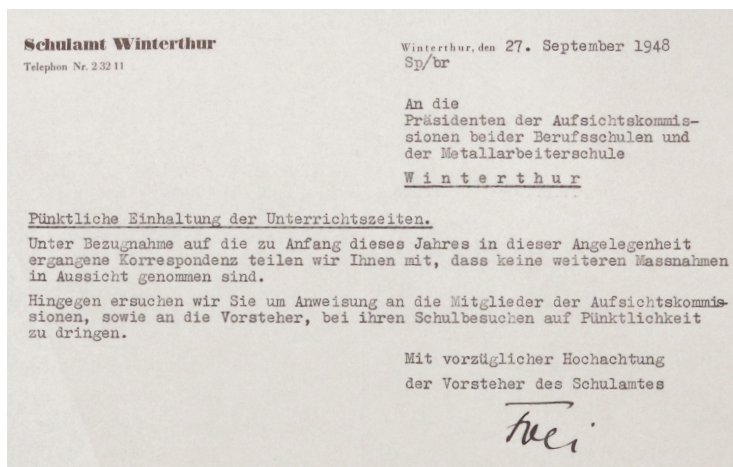 Schulamt Winterthur
Telephon Nr. 2 32 11
Winterthur, den 27. September 1948
Sp/br
An die
Präsidenten der Aufsichtskommis-
sionen beider Berufsschulen und
der Metallarbeiterschule
W i n t e r t h u r
Pünktliche Einhaltung der Unterrichtszeiten.
Unter Bezugnahme auf die zu Anfang dieses Jahres in dieser Angelegenheit
ergangene Korrespondenz teilen wir Ihnen mit, dass keine weiteren Massnahmen
in Aussicht genommen sind.
Hingegen ersuchen wir Sie um Anweisung an die Mitglieder der Aufsichtskommis-
sionen, sowie an die Vorsteher, bei ihren Schulbesuchen auf Pünktlichkeit
zu dringen.
Mit vorzüglicher Hochachtung
der Vorsteher des Schulamtes
Frei